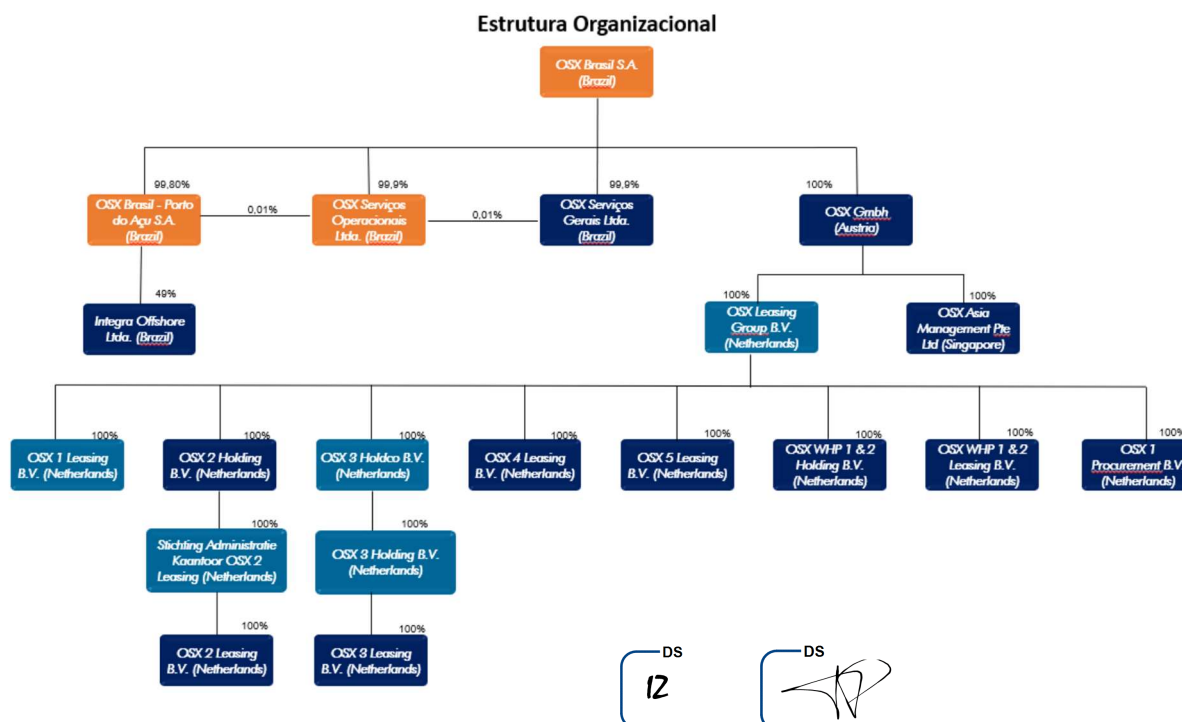 Estrutura Organizacional
OSX Brasil S.A.
(Brazil)
99,80%
99,9%
99,9%
100%
OSX Brasil - Porto
do Açu S.A.
(Brazil)
0,01%
OSX Serviços
Operacionais
Ltda. (Brazil)
0,01%
OSX Serviços
Gerais Ltda.
(Brazil)
OSX Gmbh
(Austria)
49%
100%
100%
Integra Offshore
Ltda. (Brazil)
OSX Leasing
Group B.V.
(Netherlands)
OSX Asia
Management Pte
Ltd (Singapore)
100%
100%
100%
100%
100%
100%
100%
100%
OSX 1 Leasing
B.V. (Netherlands)
OSX 2 Holding
B.V. (Netherlands)
OSX 3 Holdco B.V.
(Netherlands)
OSX 4 Leasing
B.V. (Netherlands)
OSX 5 Leasing
B.V. (Netherlands)
OSX WHP 1 & 2
Holding B.V.
(Netherlands)
OSX WHP 1 & 2
Leasing B.V.
(Netherlands)
OSX 1
Procurement B.V
(Netherlands)
100%
100%
Stichting Administratie
Kaantoor OSX 2
Leasing (Netherlands)
OSX 3 Holding B.V.
(Netherlands)
100%
100%
OSX 2 Leasing
B.V. (Netherlands)
OSX 3 Leasing
B.V. (Netherlands)
DS
DS